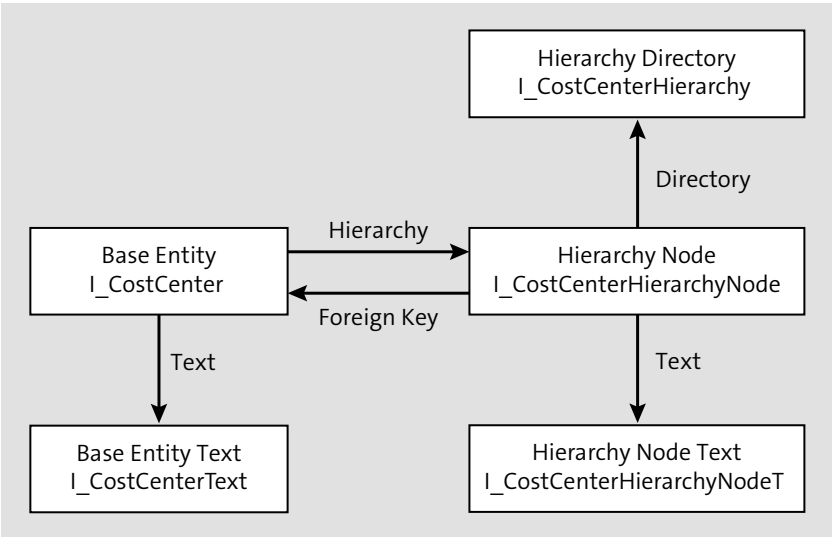 Hierarchy Directory
I_CostCenterHierarchy
Directory
Base Entity
I_CostCenter
Hierarchy
Foreign Key
Hierarchy Node
I_CostCenterHierarchyNode
Text
Text
Base Entity Text
I_CostCenterText
Hierarchy Node Text
I_CostCenterHierarchyNodeT